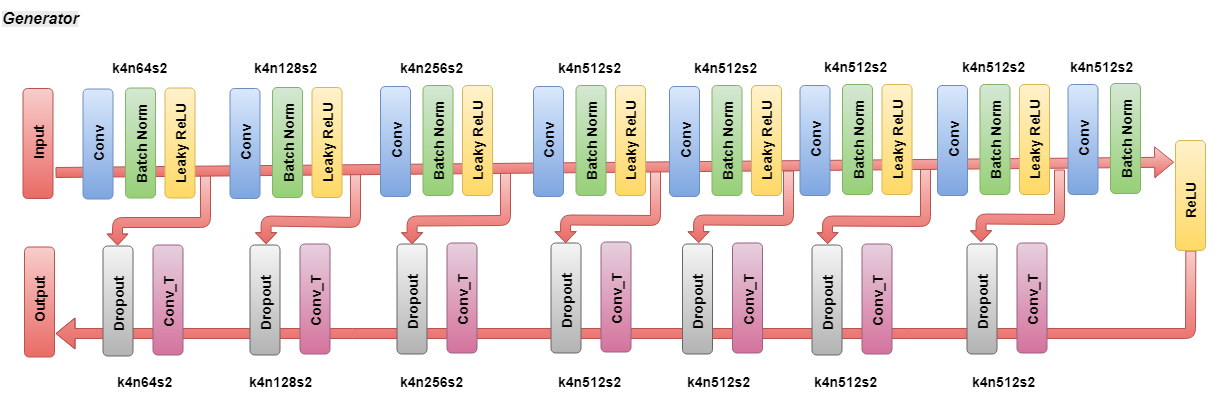 Generator
k4n64s2 k4n128s2 k4n256s2 k4n512s2 k4n512s2 k4n512s2 k4n512s2 k4n512s2
Input Conv Batch Norm Leaky ReLU Conv Batch Norm Leaky ReLU Conv Batch Norm Leaky ReLU Conv Batch Norm Leaky ReLU Conv Batch Norm Leaky ReLU Conv Batch Norm Leaky ReLU Conv Batch Norm Leaky ReLU Conv Batch Norm
ReLU
Output Dropout Conv_T Dropout Conv_T Dropout Conv_T Dropout Conv_T Dropout Conv_T Dropout Conv_T Dropout Conv_T
k4n64s2 k4n128s2 k4n256s2 k4n512s2 k4n512s2 k4n512s2 k4n512s2